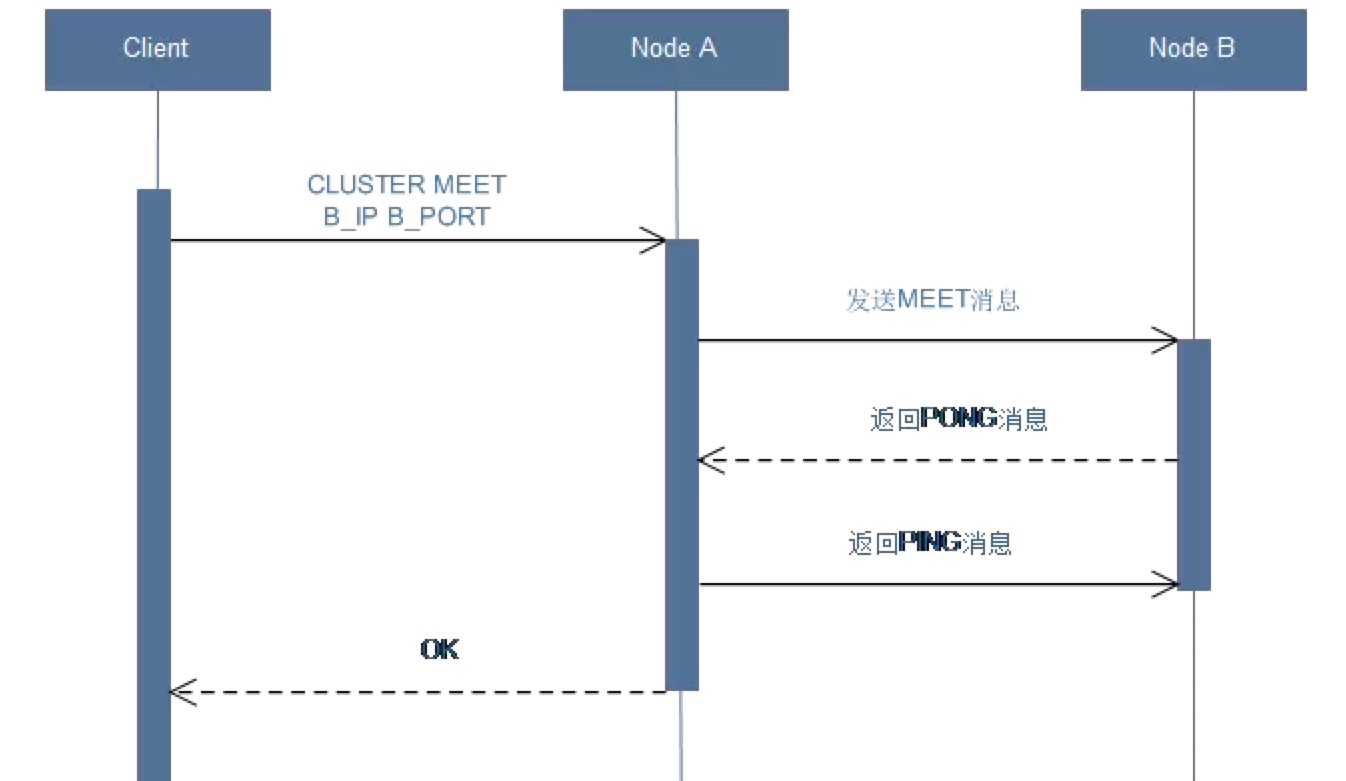 Client
Node A
Node B
CLUSTER MEET
B_IP B_PORT
发送MEET消息
返回PONG消息
返回PING消息
OK